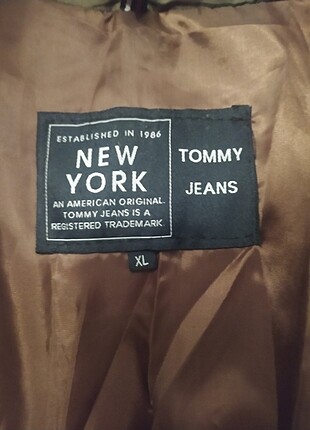 ESTABLISHED IN 1986
NEW
YORK
AN AMERICAN ORIGINAL.
TOMMY JEANS IS A
REGISTERED TRADEMARK.
TOMMY
JEANS
XL